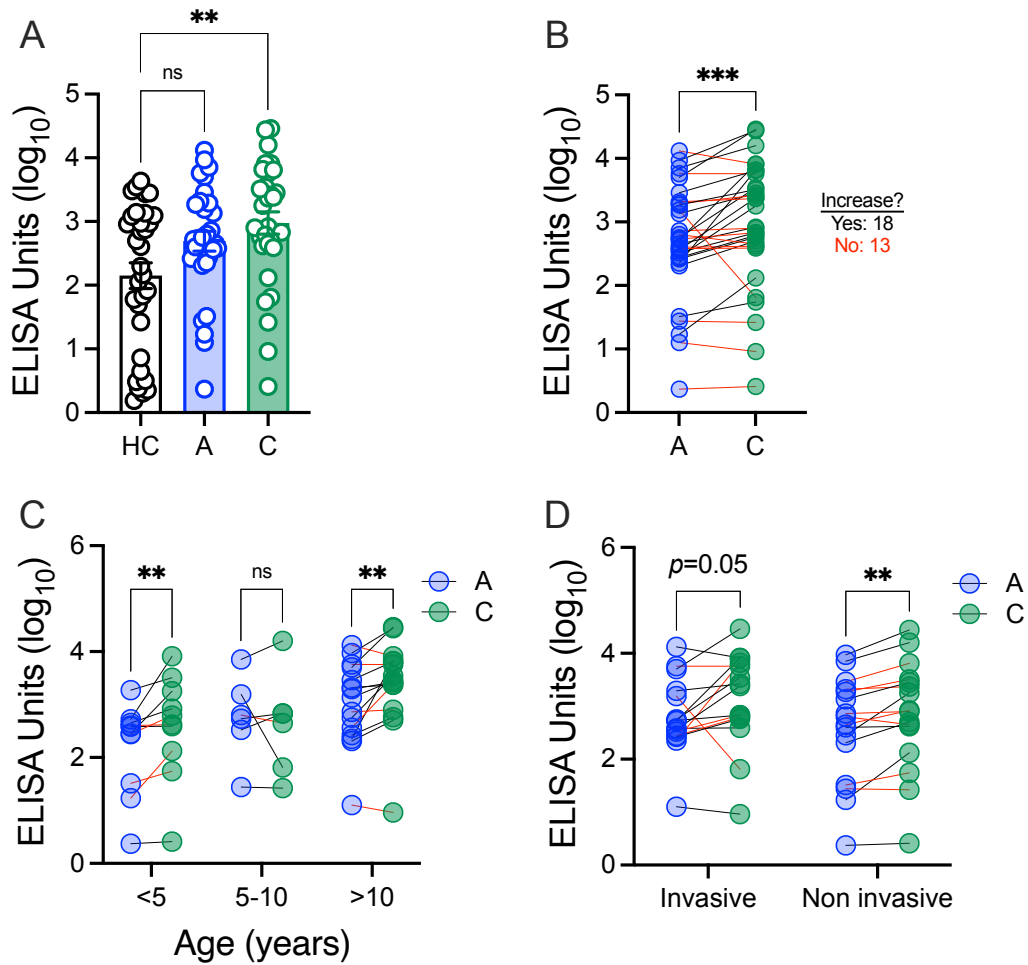 A
**
ns
ELISA Units (log10)
5
4
3
2
1
0
HC A C
B
***
ELISA Units (log10)
5
4
3
2
1
0
A C
Increase?
Yes: 18
No: 13
C
** ns **
ELISA Units (log10)
6
4
2
0
<5 5-10 >10
Age (years)
A
C
D
p=0.05 **
ELISA Units (log10)
6
4
2
0
Invasive Non invasive
A
C